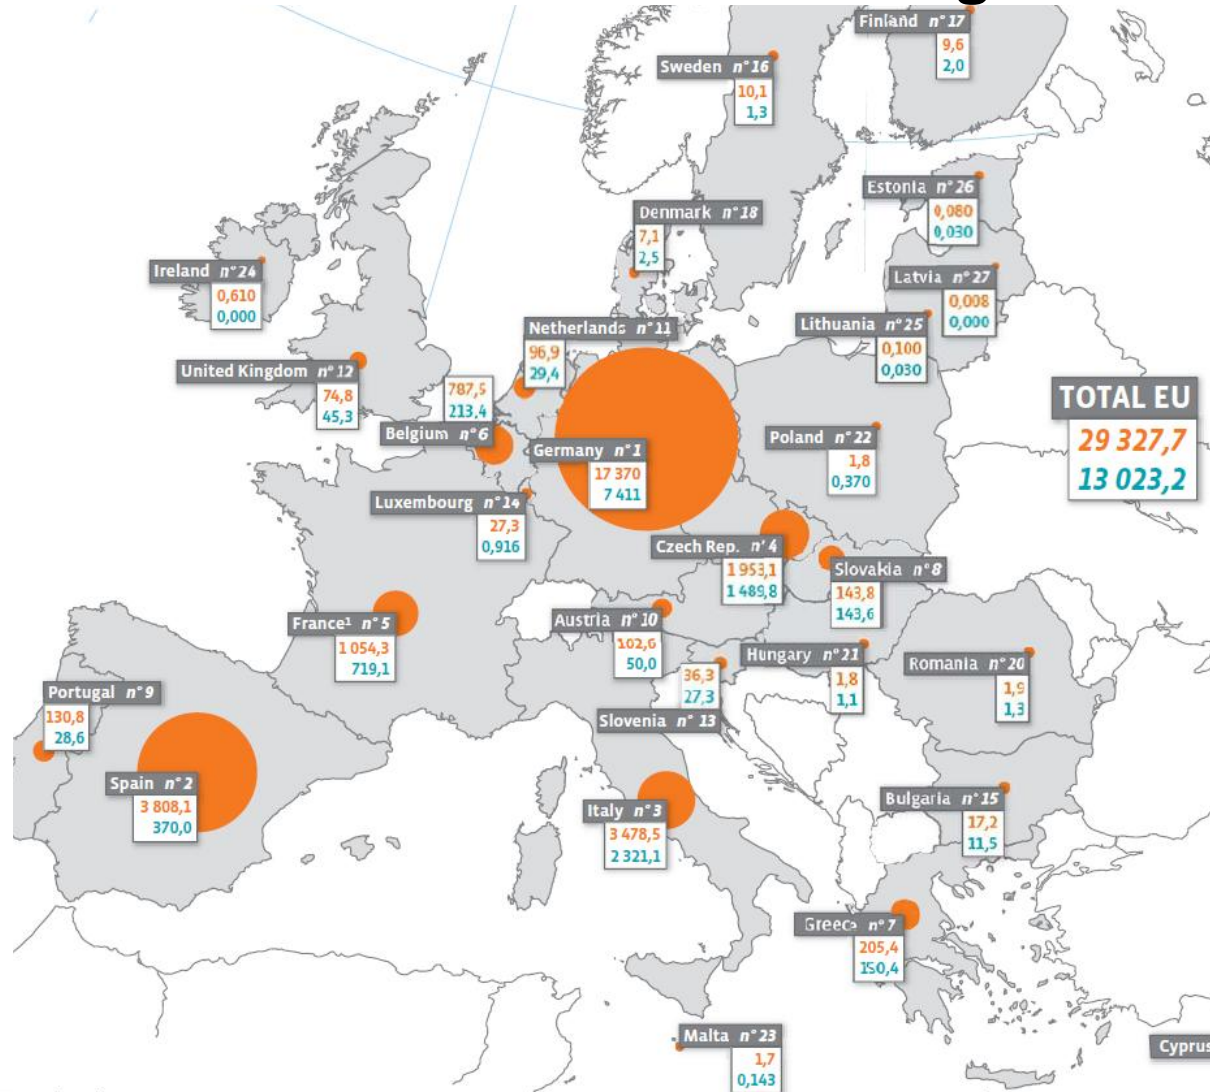 Finland n°17
9,6
2,0
Sweden n°16
10,1
1,3
Estonia n°26
0,080
0,030
Denmark n°18
7,1
2,5
Ireland n°24
0,610
0,000
Latvia n°27
0,008
0,000
Netherlands n°11
96,9
29,4
Lithuania n°25
0,100
0,030
United Kingdom n°12
74,8
45,3
787,5
213,4
Belgium n°6
TOTAL EU
29 327,7
13 023,2
Germany n°1
17 370
7 411
Poland n°22
1,8
0,370
Luxembourg n°14
27,3
0,916
Czech Rep. n°4
1 953,1
1 489,8
Slovakia n°8
143,8
143,6
France¹ n°5
1 054,3
719,1
Austria n°10
102,6
50,0
Hungary n°21
1,8
1,1
Romania n°20
1,9
1,3
36,3
27,3
Slovenia n° 13
Portugal n°9
130,8
28,6
Spain n°2
3 808,1
370,0
Italy n°3
3 478,5
2 321,1
Bulgaria n°15
17,2
11,5
Greece n°7
205,4
150,4
Malta n°23
1,7
0,143
Cyprus